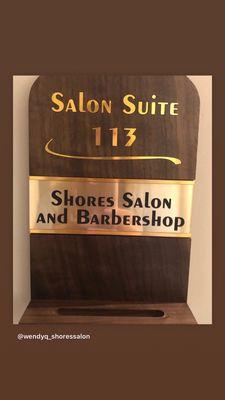 Salon Suite
113
Shores Salon
and Barbershop
@wendyq_shoressalon